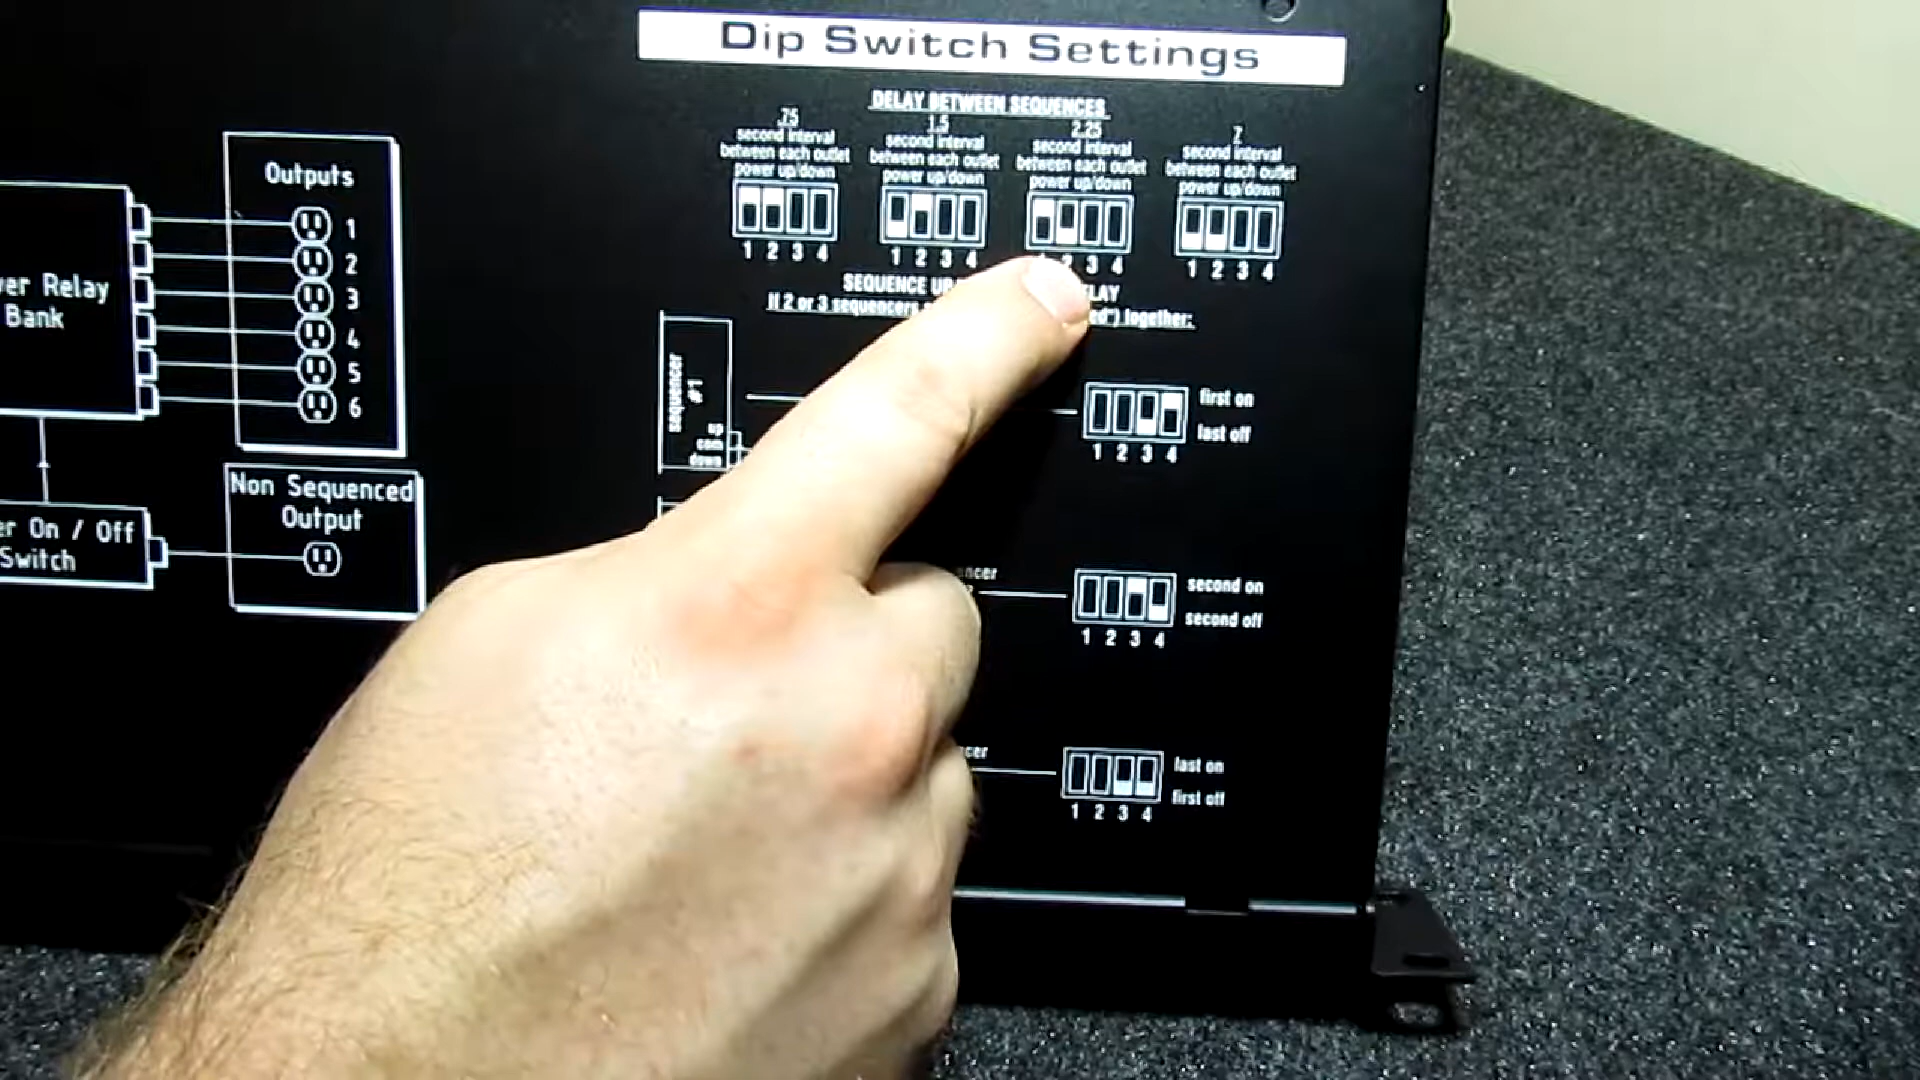 Dip Switch Settings
DELAY BETWEEN SEQUENCES
.75
second interval
between each outlet
power up/down
1 2 3 4
1.5
second interval
between each outlet
power up/down
1 2 3 4
2.25
second interval
between each outlet
power up/down
2 3 4
7
second interval
between each outlet
power up/down
1 2 3 4
SEQUENCE UP
If 2 or 3 sequencers
together:
sequencer
#1
up
com
down
first on
last off
1 2 3 4
second on
second off
1 2 3 4
last on
first off
1 2 3 4
Outputs
1
2
3
4
5
6
Relay
Bank
Non Sequenced
Output
On / Off
Switch